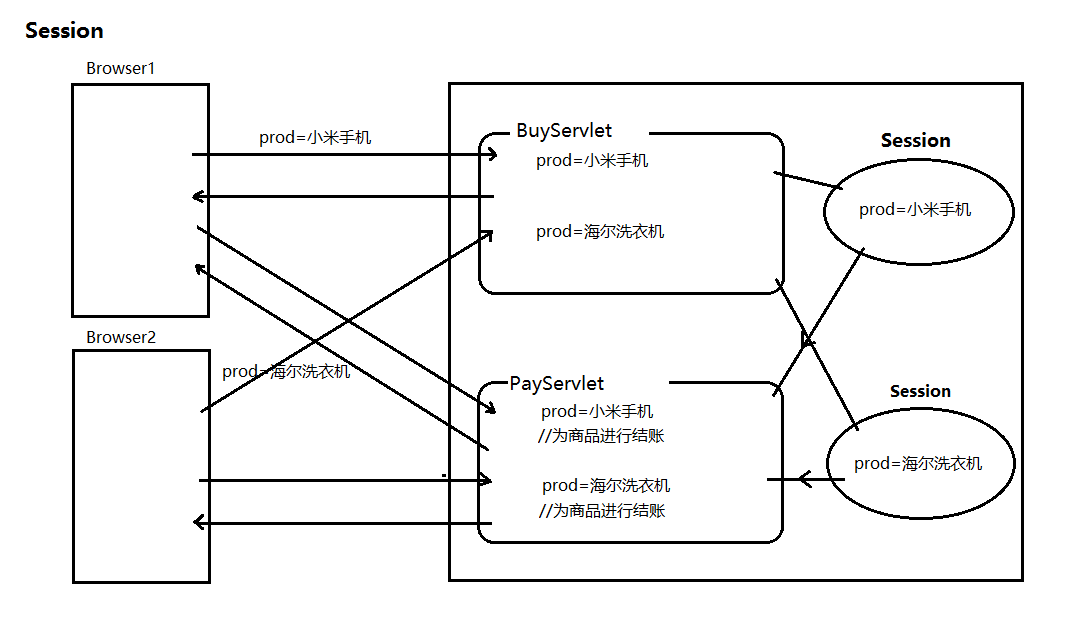 Session
Browser1
prod=小米手机
BuyServlet
prod=小米手机
prod=海尔洗衣机
Session
prod=小米手机
Browser2
prod=海尔洗衣机
PayServlet
prod=小米手机
//为商品进行结账
prod=海尔洗衣机
//为商品进行结账
Session
prod=海尔洗衣机